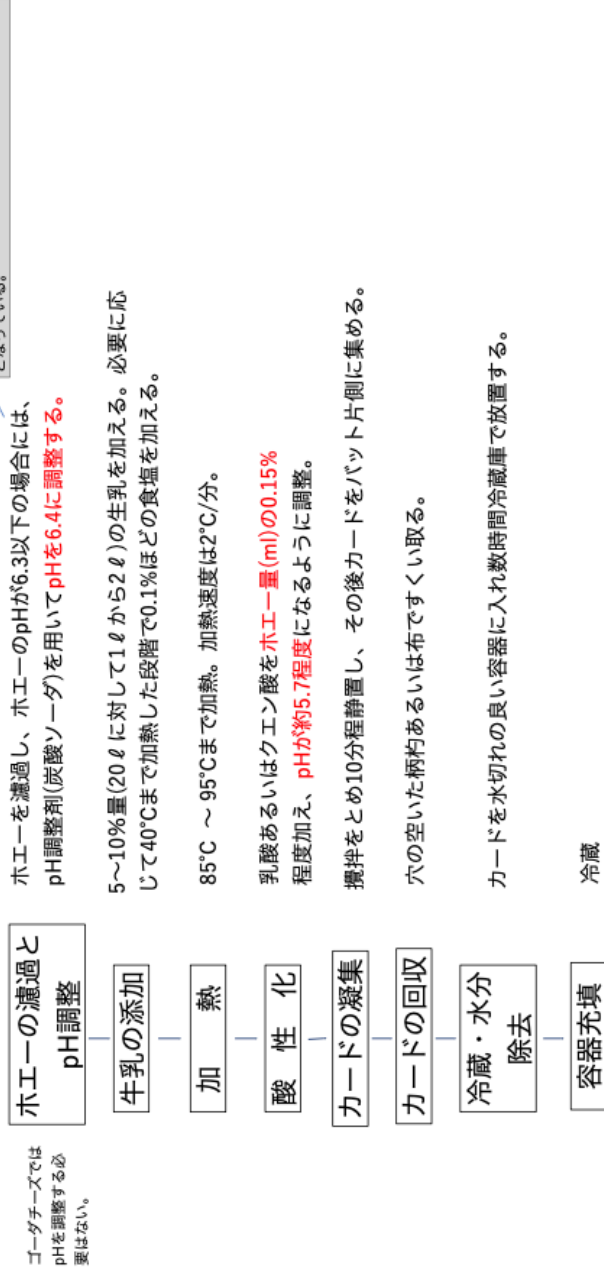 となっている。
ゴーダチーズでは
pHを調整する必
要はない。
ホエーの濾過と
pH調整
ホエーを濾過し、ホエーのpHが6.3以下の場合には、
pH調整剤(炭酸ソーダ)を用いてpHを6.4に調整する。
牛乳の添加
5～10%量(20ℓに対して1ℓから2ℓ)の生乳を加える。必要に応
じて40℃まで加熱した段階で0.1%ほどの食塩を加える。
加 熱
85℃ ～ 95℃まで加熱。加熱速度は2℃/分。
酸 性 化
乳酸あるいはクエン酸をホエー量(ml)の0.15%
程度加え、pHが約5.7程度になるように調整。
カードの凝集
攪拌をとめ10分程静置し、その後カードをバット片側に集める。
カードの回収
穴の空いた柄杓あるいは布ですくい取る。
冷蔵・水分
除去
カードを水切れの良い容器に入れ数時間冷蔵庫で放置する。
容器充填
冷蔵